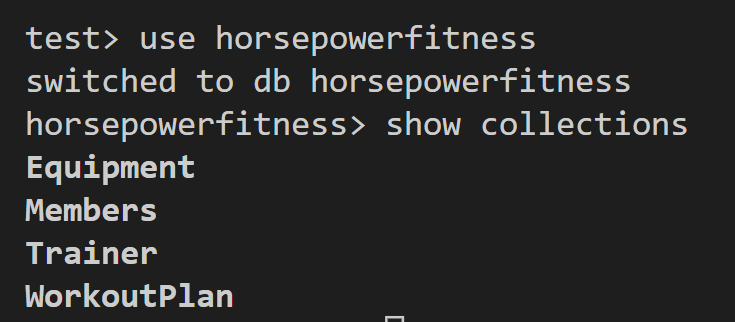 test> use horsepowerfitness
switched to db horsepowerfitness
horsepowerfitness> show collections
Equipment
Members
Trainer
WorkoutPlan